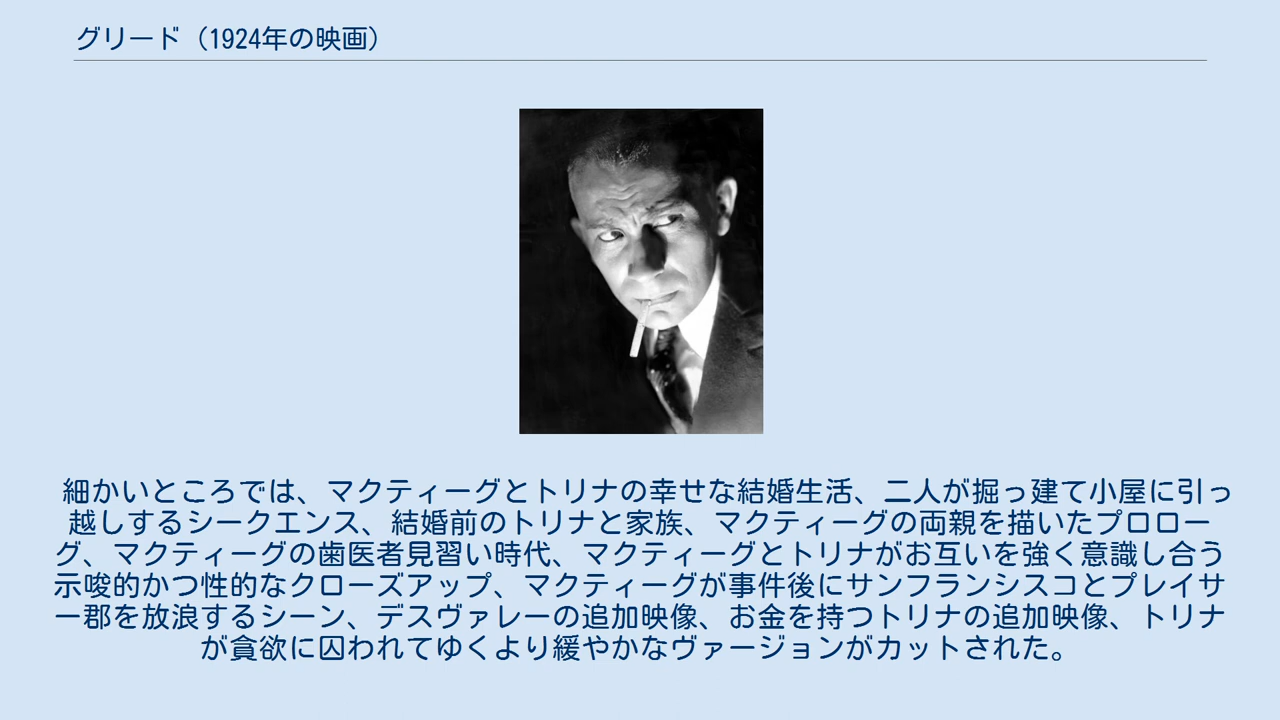 グリード（1924年の映画）
細かいところでは、マクティーグとトリナの幸せな結婚生活、二人が掘っ建て小屋に引っ
越しするシークエンス、結婚前のトリナと家族、マクティーグの両親を描いたプロロー
グ、マクティーグの歯医者見習い時代、マクティーグとトリナがお互いを強く意識し合う
示唆的かつ性的なクローズアップ、マクティーグが事件後にサンフランシスコとプレイサ
ー郡を放浪するシーン、デスヴァレーの追加映像、お金を持つトリナの追加映像、トリナ
が貪欲に囚われてゆくより緩やかなヴァージョンがカットされた。